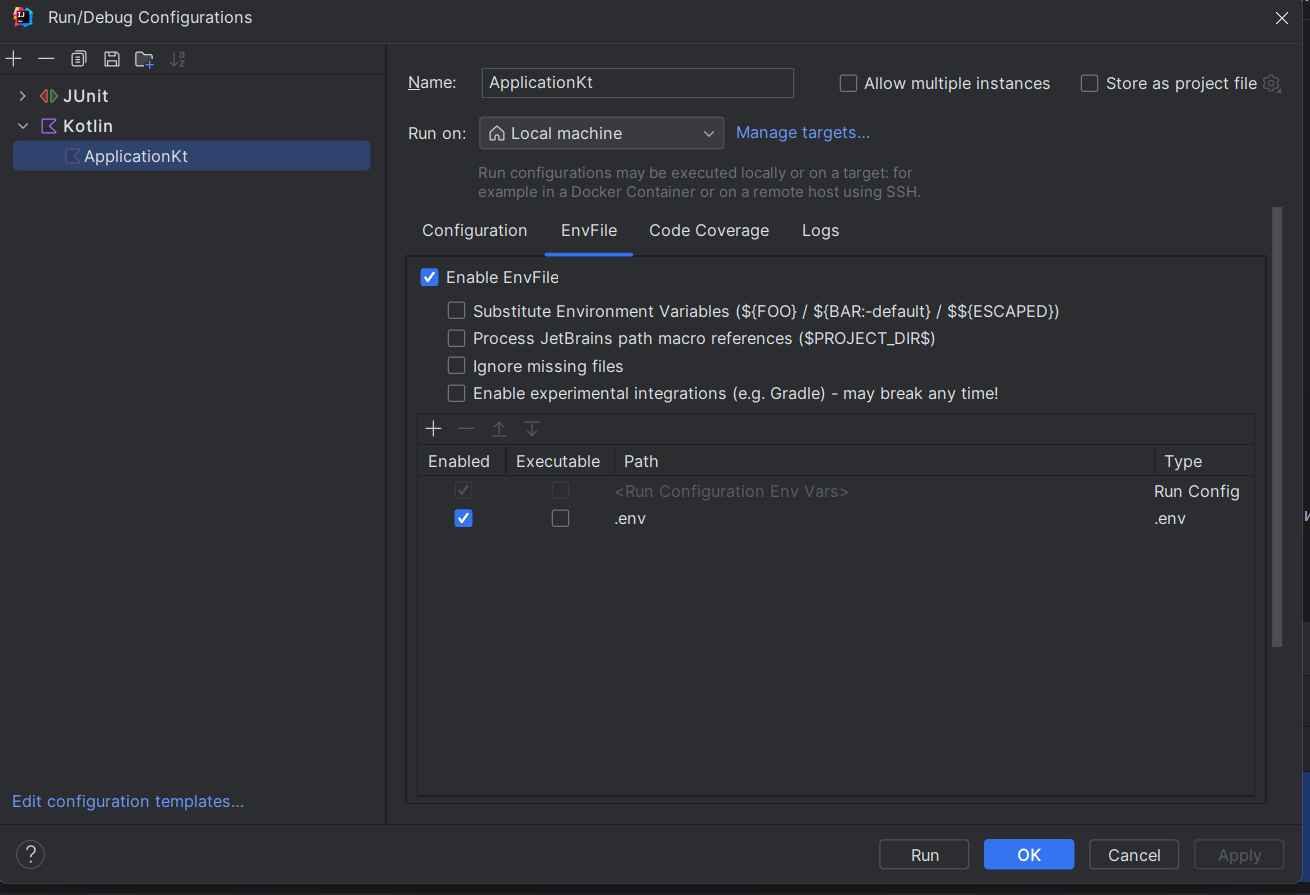 Run/Debug Configurations
JUnit
Kotlin
ApplicationKt
Edit configuration templates...
Name: ApplicationKt Allow multiple instances Store as project file
Run on: Local machine Manage targets...
Run configurations may be executed locally or on a target: for
example in a Docker Container or on a remote host using SSH.
Configuration EnvFile Code Coverage Logs
Enable EnvFile
Substitute Environment Variables (${FOO} / ${BAR:-default} / $${ESCAPED})
Process JetBrains path macro references ($PROJECT_DIR$)
Ignore missing files
Enable experimental integrations (e.g. Gradle) - may break any time!
Enabled Executable Path Type
<Run Configuration Env Vars> Run Config
.env .env
? Run OK Cancel Apply